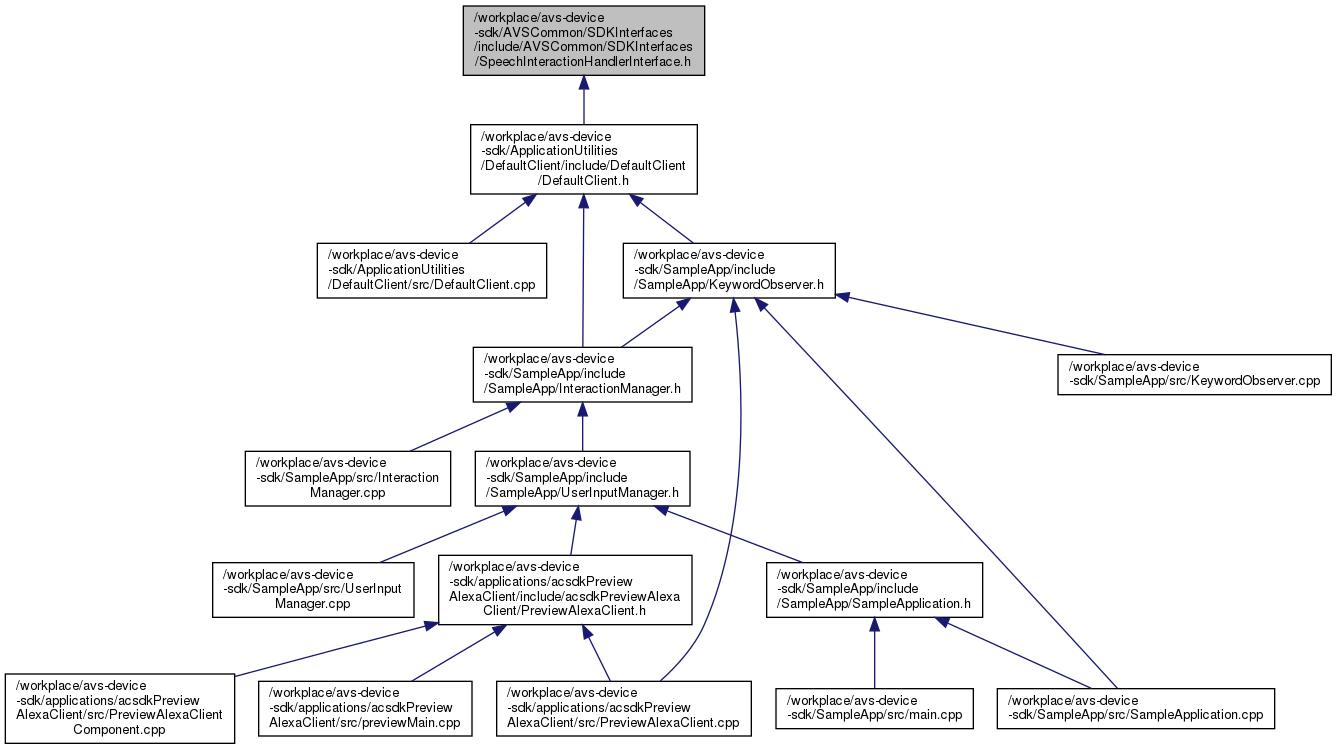 /workplace/avs-device
-sdk/AVSCommon/SDKInterfaces
/include/AVSCommon/SDKInterfaces
/SpeechInteractionHandlerInterface.h
/workplace/avs-device
-sdk/ApplicationUtilities
/DefaultClient/include/DefaultClient
/DefaultClient.h
/workplace/avs-device
-sdk/ApplicationUtilities
/DefaultClient/src/DefaultClient.cpp
/workplace/avs-device
-sdk/SampleApp/include
/SampleApp/KeywordObserver.h
/workplace/avs-device
-sdk/SampleApp/include
/SampleApp/InteractionManager.h
/workplace/avs-device
-sdk/SampleApp/src/KeywordObserver.cpp
/workplace/avs-device
-sdk/SampleApp/src/Interaction
Manager.cpp
/workplace/avs-device
-sdk/SampleApp/include
/SampleApp/UserInputManager.h
/workplace/avs-device
-sdk/SampleApp/src/UserInput
Manager.cpp
/workplace/avs-device
-sdk/applications/acsdkPreview
AlexaClient/include/acsdkPreviewAlexa
Client/PreviewAlexaClient.h
/workplace/avs-device
-sdk/SampleApp/include
/SampleApp/SampleApplication.h
/workplace/avs-device
-sdk/applications/acsdkPreview
AlexaClient/src/PreviewAlexaClient
Component.cpp
/workplace/avs-device
-sdk/applications/acsdkPreview
AlexaClient/src/previewMain.cpp
/workplace/avs-device
-sdk/applications/acsdkPreview
AlexaClient/src/PreviewAlexaClient.cpp
/workplace/avs-device
-sdk/SampleApp/src/main.cpp
/workplace/avs-device
-sdk/SampleApp/src/SampleApplication.cpp